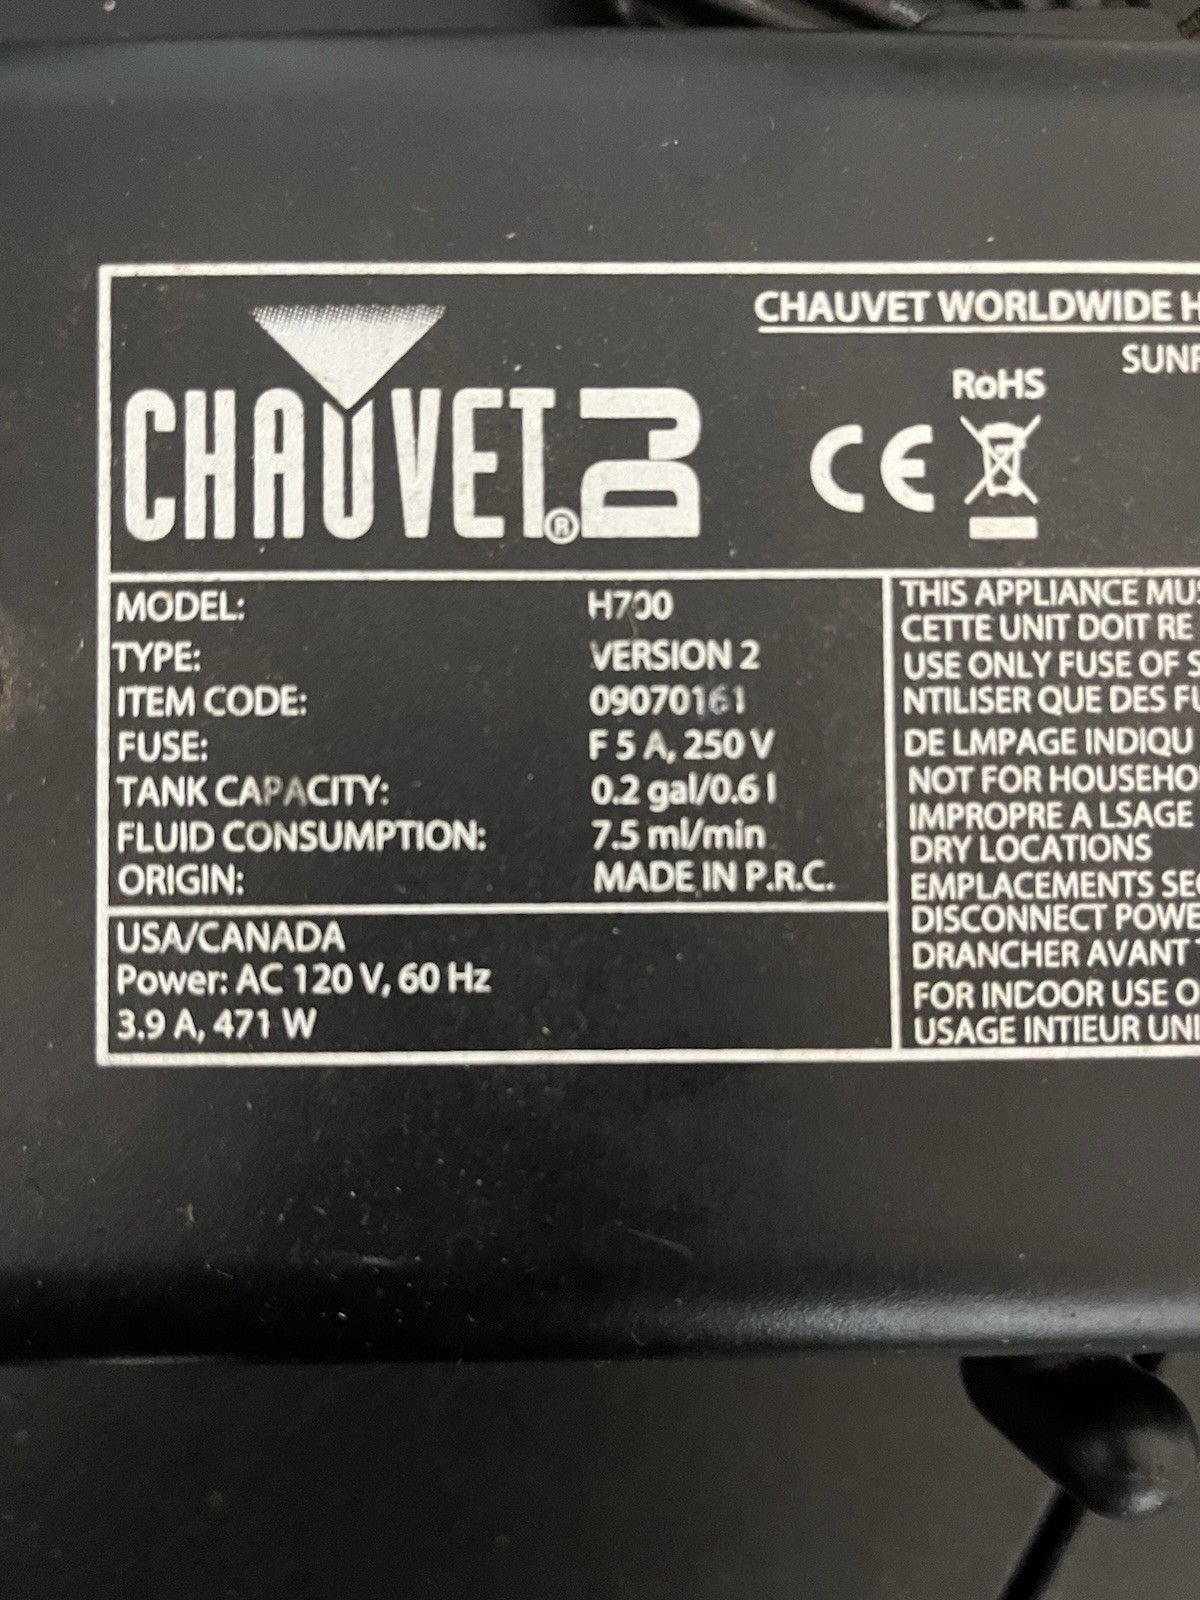 CHAUVET WORLDWIDE H
SUNR
RoHS
CHAUVET® DJ
CE
MODEL: H700
TYPE: VERSION 2
ITEM CODE: 09070161
FUSE: F 5 A, 250 V
TANK CAPACITY: 0.2 gal/0.6 l
FLUID CONSUMPTION: 7.5 ml/min
ORIGIN: MADE IN P.R.C.
USA/CANADA
Power: AC 120 V, 60 Hz
3.9 A, 471 W
THIS APPLIANCE MUS
CETTE UNIT DOIT RE
USE ONLY FUSE OF S
NTILISER QUE DES FU
DE LMPAGE INDIQU
NOT FOR HOUSEHO
IMPROPRE A LSAGE
DRY LOCATIONS
EMPLACEMENTS SEC
DISCONNECT POWE
DRANCHER AVANT
FOR INDOOR USE O
USAGE INTIEUR UNI